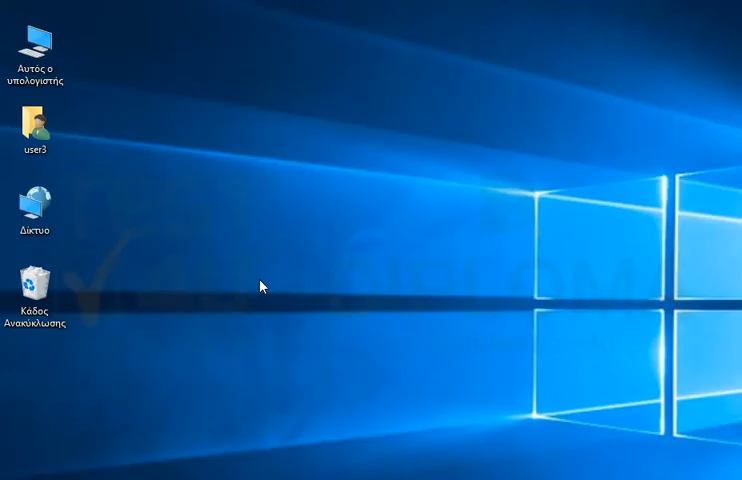 Αυτός ο
υπολογιστής
user3
Δίκτυο
Κάδος
Ανακύκλωσης